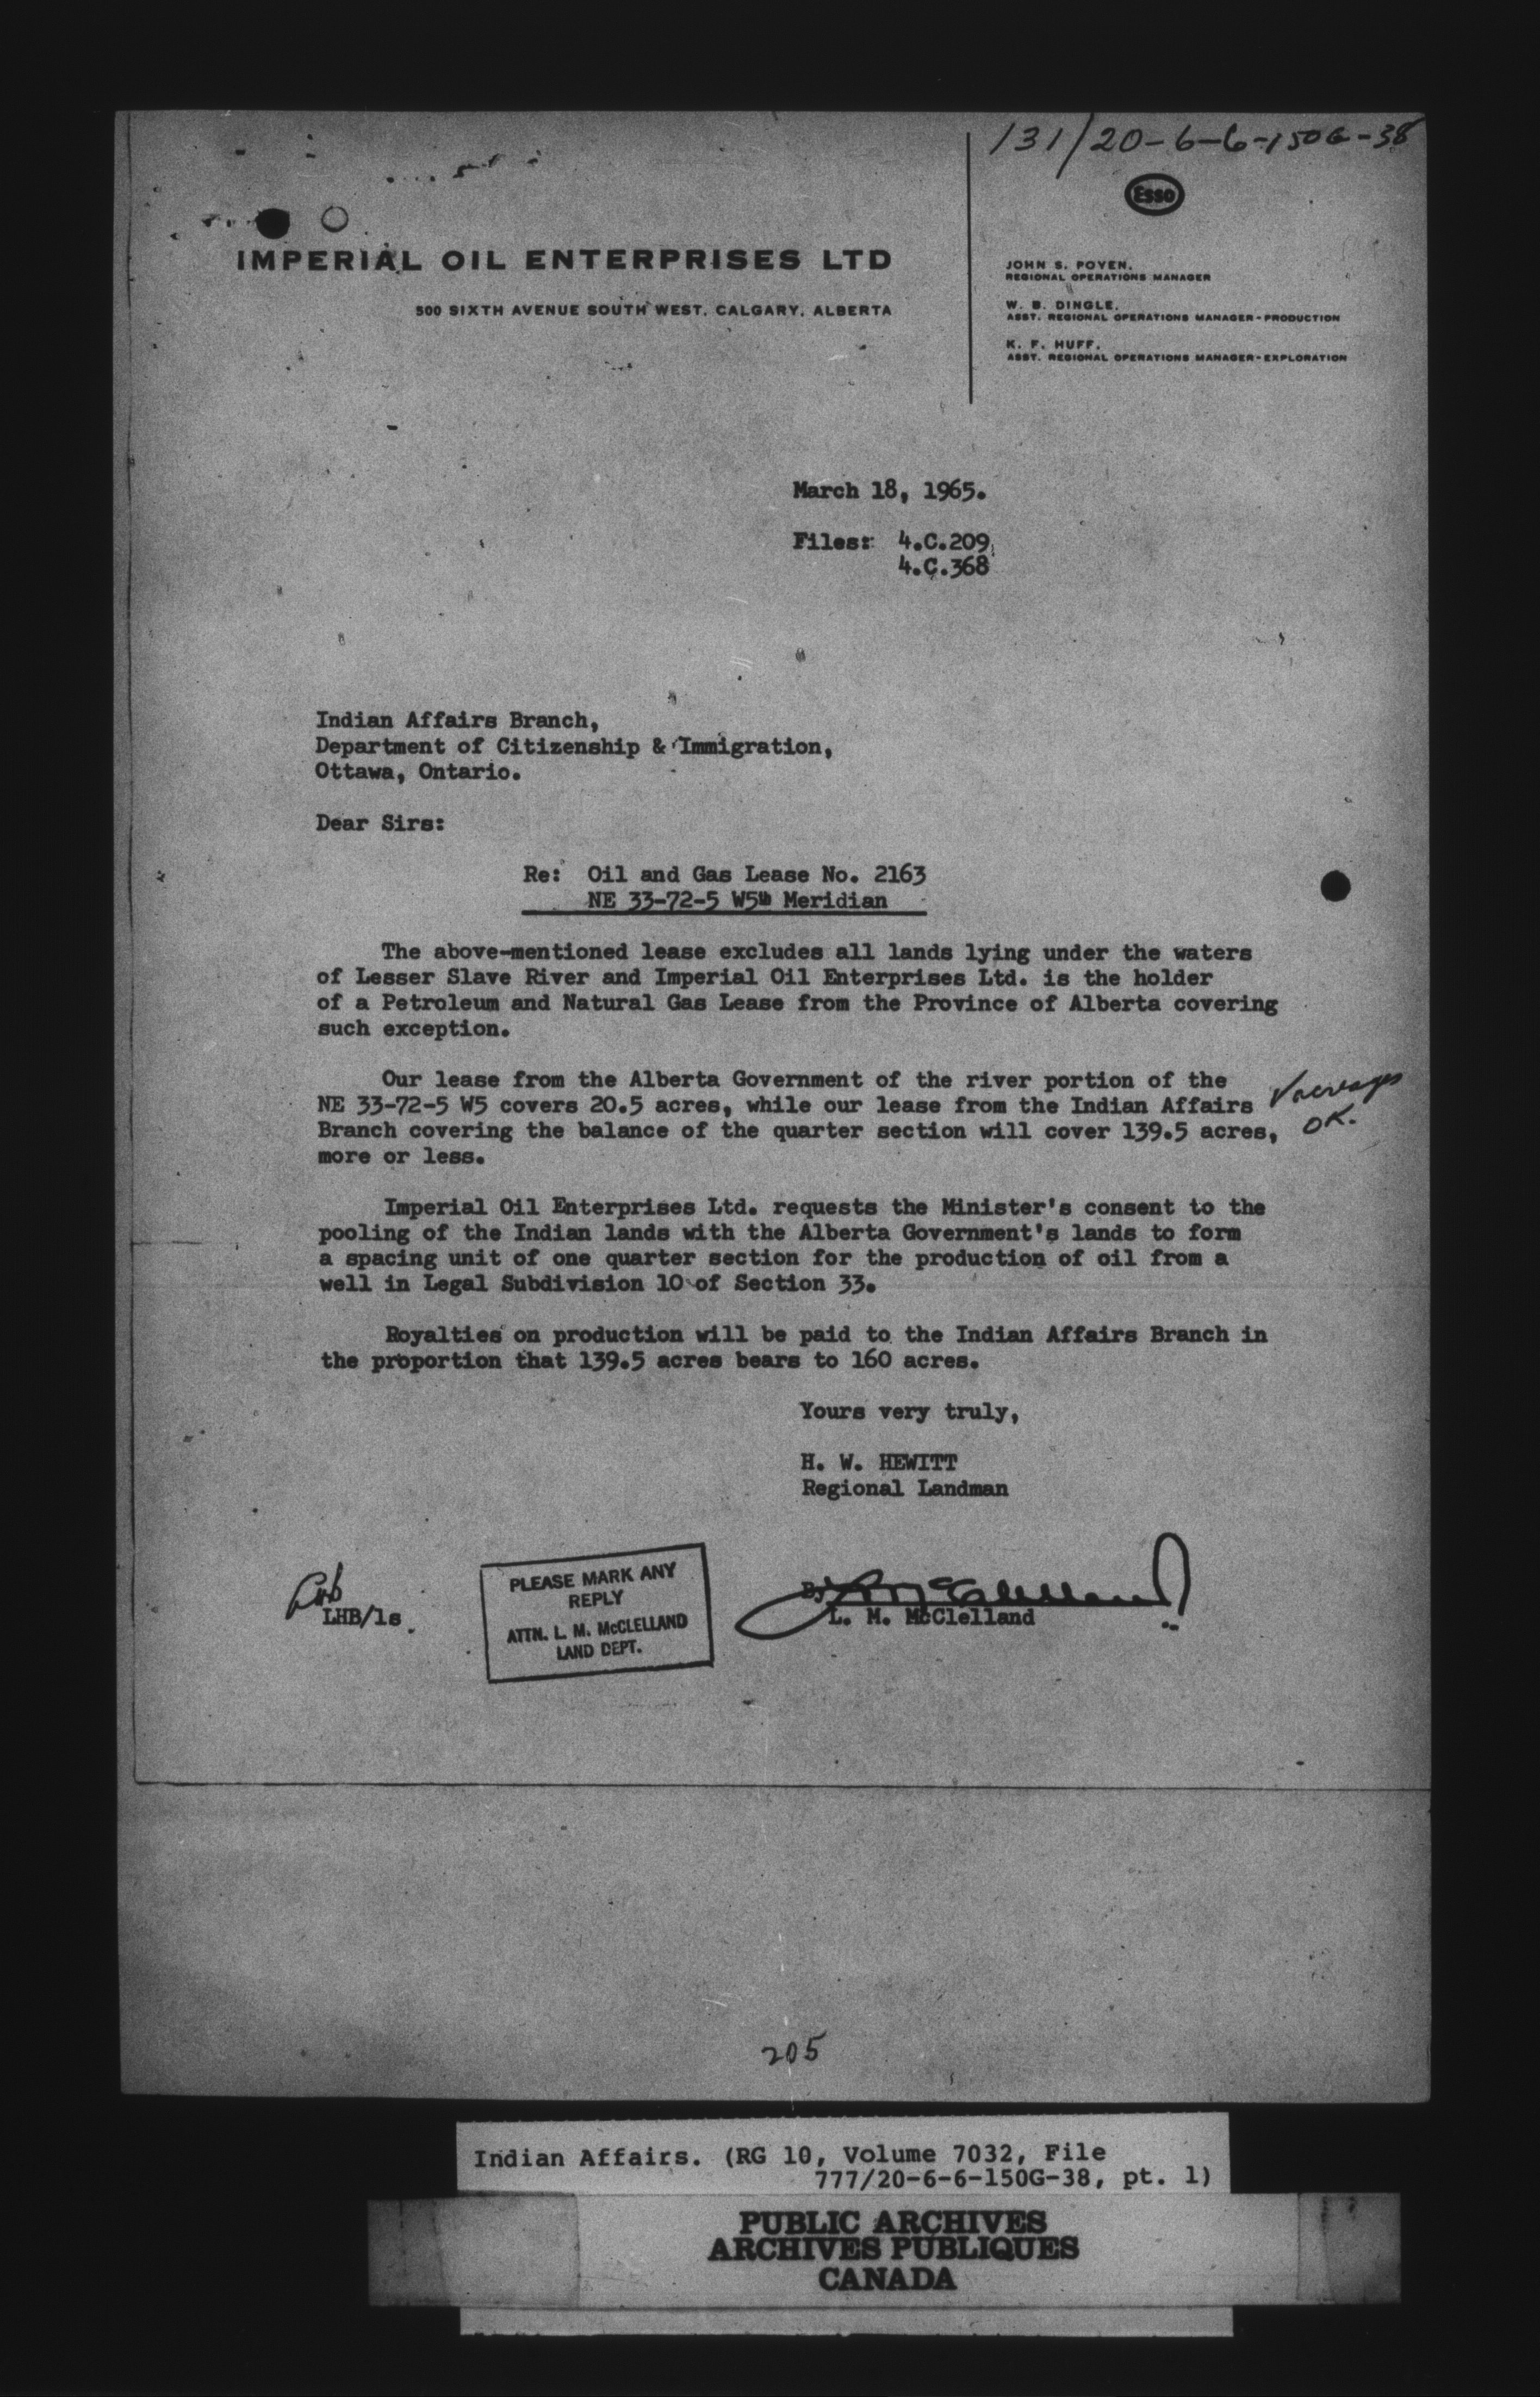 131/20-6-6-150G-38
Esso
IMPERIAL OIL ENTERPRISES LTD
500 SIXTH AVENUE SOUTH WEST, CALGARY, ALBERTA
JOHN S. POYEN,
REGIONAL OPERATIONS MANAGER
W. B. DINGLE,
ASST. REGIONAL OPERATIONS MANAGER-PRODUCTION
K. F. HUFF,
ASST. REGIONAL OPERATIONS MANAGER-EXPLORATION
March 18, 1965.
Files: 4.C.209
4.C.368
Indian Affairs Branch,
Department of Citizenship & Immigration,
Ottawa, Ontario.
Dear Sirs:
Re: Oil and Gas Lease No. 2163
NE 33-72-5 W5th Meridian
The above-mentioned lease excludes all lands lying under the waters
of Lesser Slave River and Imperial Oil Enterprises Ltd. is the holder
of a Petroleum and Natural Gas Lease from the Province of Alberta covering
such exception.
Our lease from the Alberta Government of the river portion of the
NE 33-72-5 W5 covers 20.5 acres, while our lease from the Indian Affairs
Branch covering the balance of the quarter section will cover 139.5 acres,
more or less.
√ acreages
OK.
Imperial Oil Enterprises Ltd. requests the Minister's consent to the
pooling of the Indian lands with the Alberta Government's lands to form
a spacing unit of one quarter section for the production of oil from a
well in Legal Subdivision 10 of Section 33.
Royalties on production will be paid to the Indian Affairs Branch in
the proportion that 139.5 acres bears to 160 acres.
Yours very truly,
H. W. HEWITT
Regional Landman
By
L. M. McClelland
LHB/ls
PLEASE MARK ANY
REPLY
ATTN. L. M. McCLELLAND
LAND DEPT.
205
Indian Affairs. (RG 10, Volume 7032, File
777/20-6-6-150G-38, pt. 1)
PUBLIC ARCHIVES
ARCHIVES PUBLIQUES
CANADA